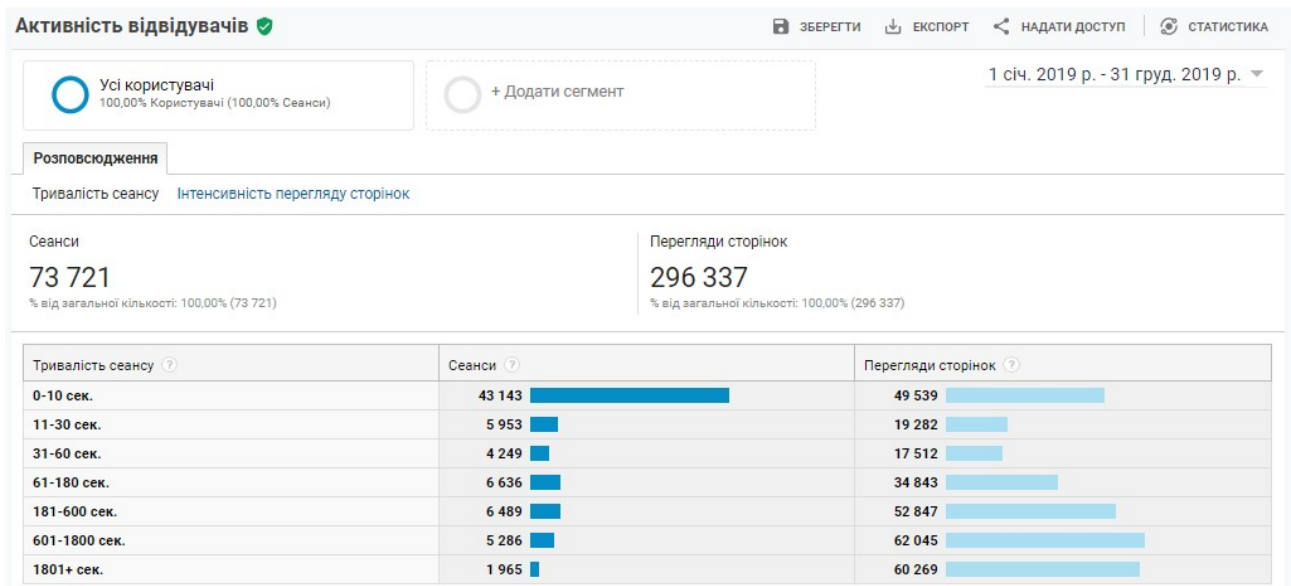 Активність відвідувачів
ЗБЕРЕГТИ ЕКСПОРТ НАДАТИ ДОСТУП СТАТИСТИКА
Усі користувачі
100,00% Користувачі (100,00% Сеанси)
+ Додати сегмент
1 січ. 2019 р. - 31 груд. 2019 р.
Розповсюдження
Тривалість сеансу Інтенсивність перегляду сторінок
Сеанси
73 721
% від загальної кількості: 100,00% (73 721)
Перегляди сторінок
296 337
% від загальної кількості: 100,00% (296 337)
Тривалість сеансу ? Сеанси ? Перегляди сторінок ?
0-10 сек. 43 143 49 539
11-30 сек. 5 953 19 282
31-60 сек. 4 249 17 512
61-180 сек. 6 636 34 843
181-600 сек. 6 489 52 847
601-1800 сек. 5 286 62 045
1801+ сек. 1 965 60 269